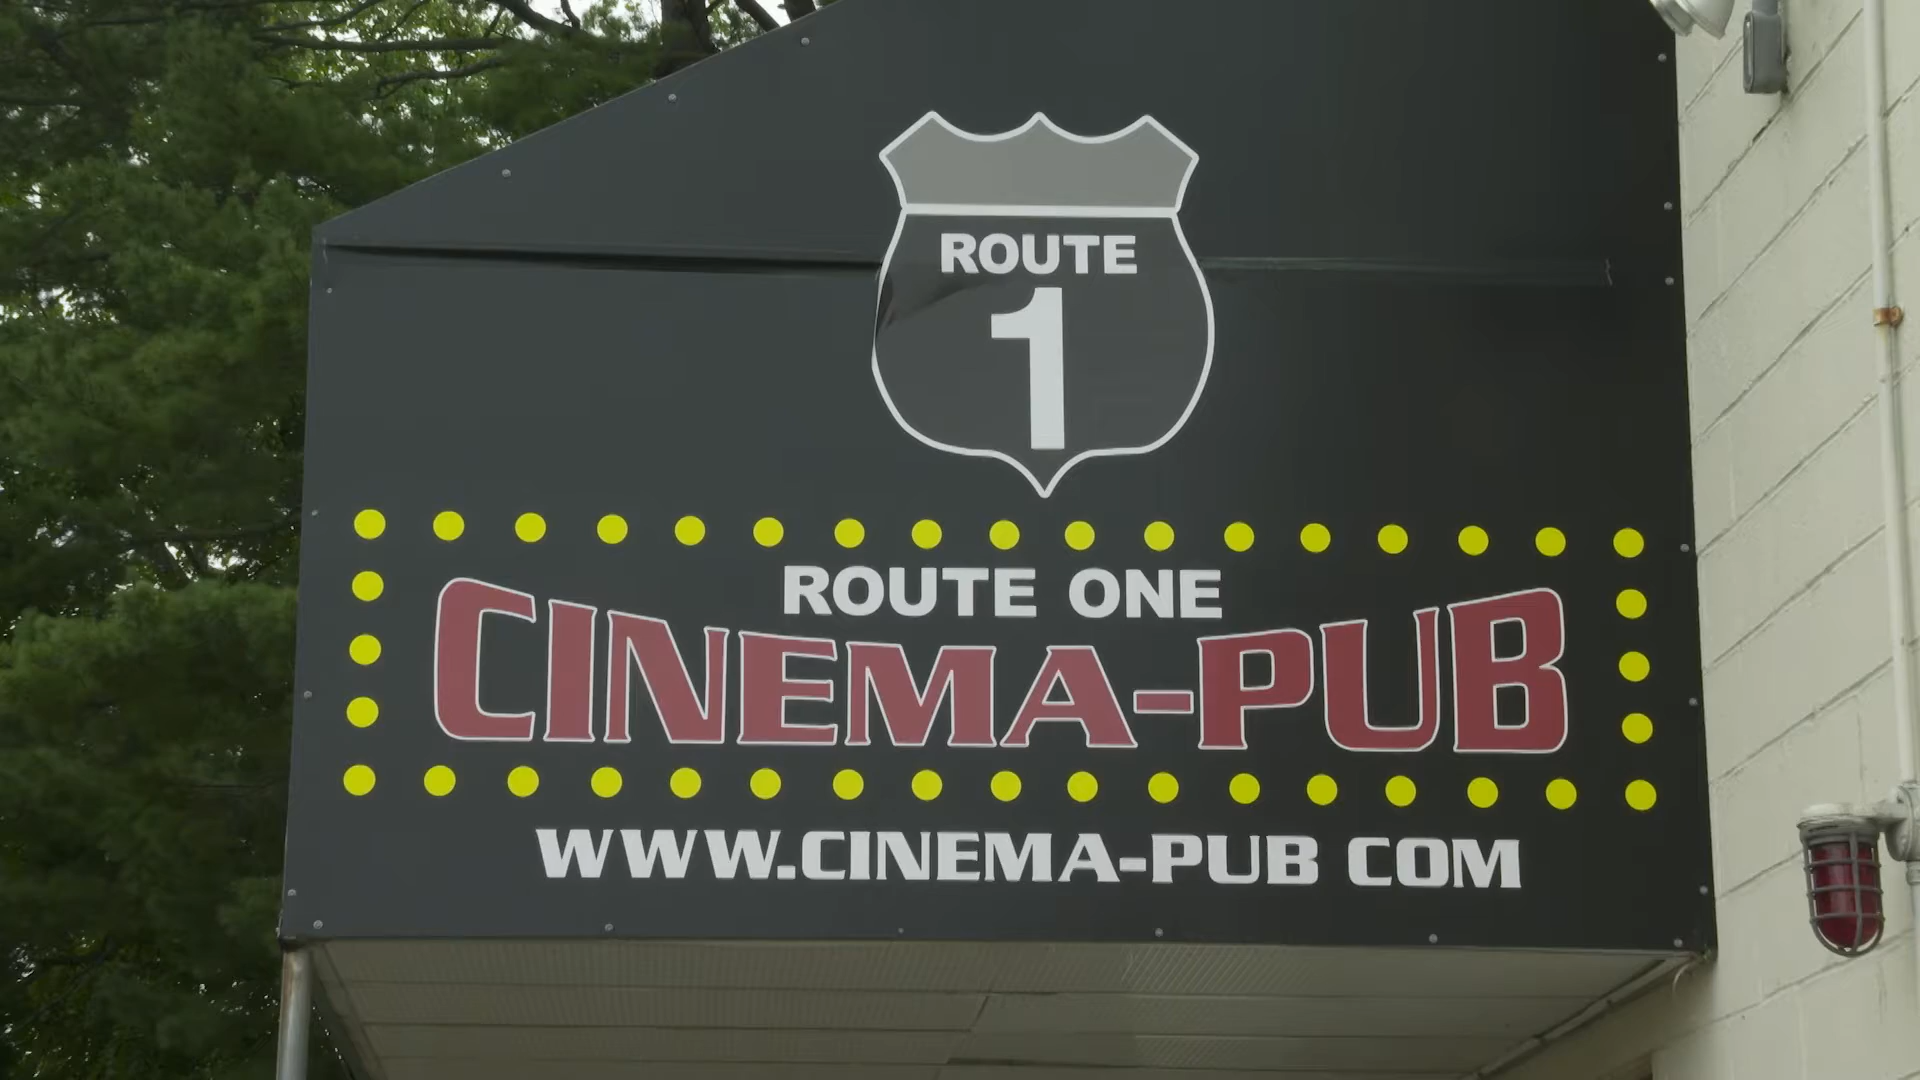 ROUTE
1
ROUTE ONE
CINEMA-PUB
WWW.CINEMA-PUB COM